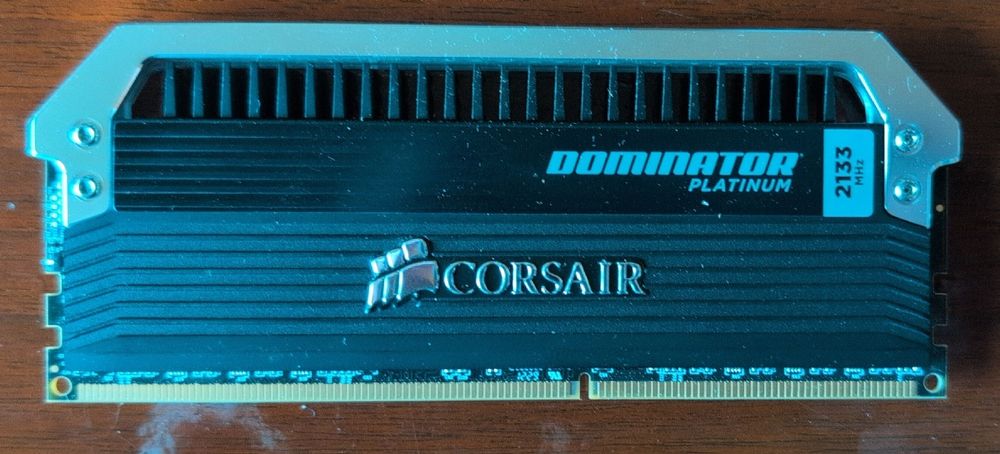 DOMINATOR
PLATINUM
2133
MHz
CORSAIR